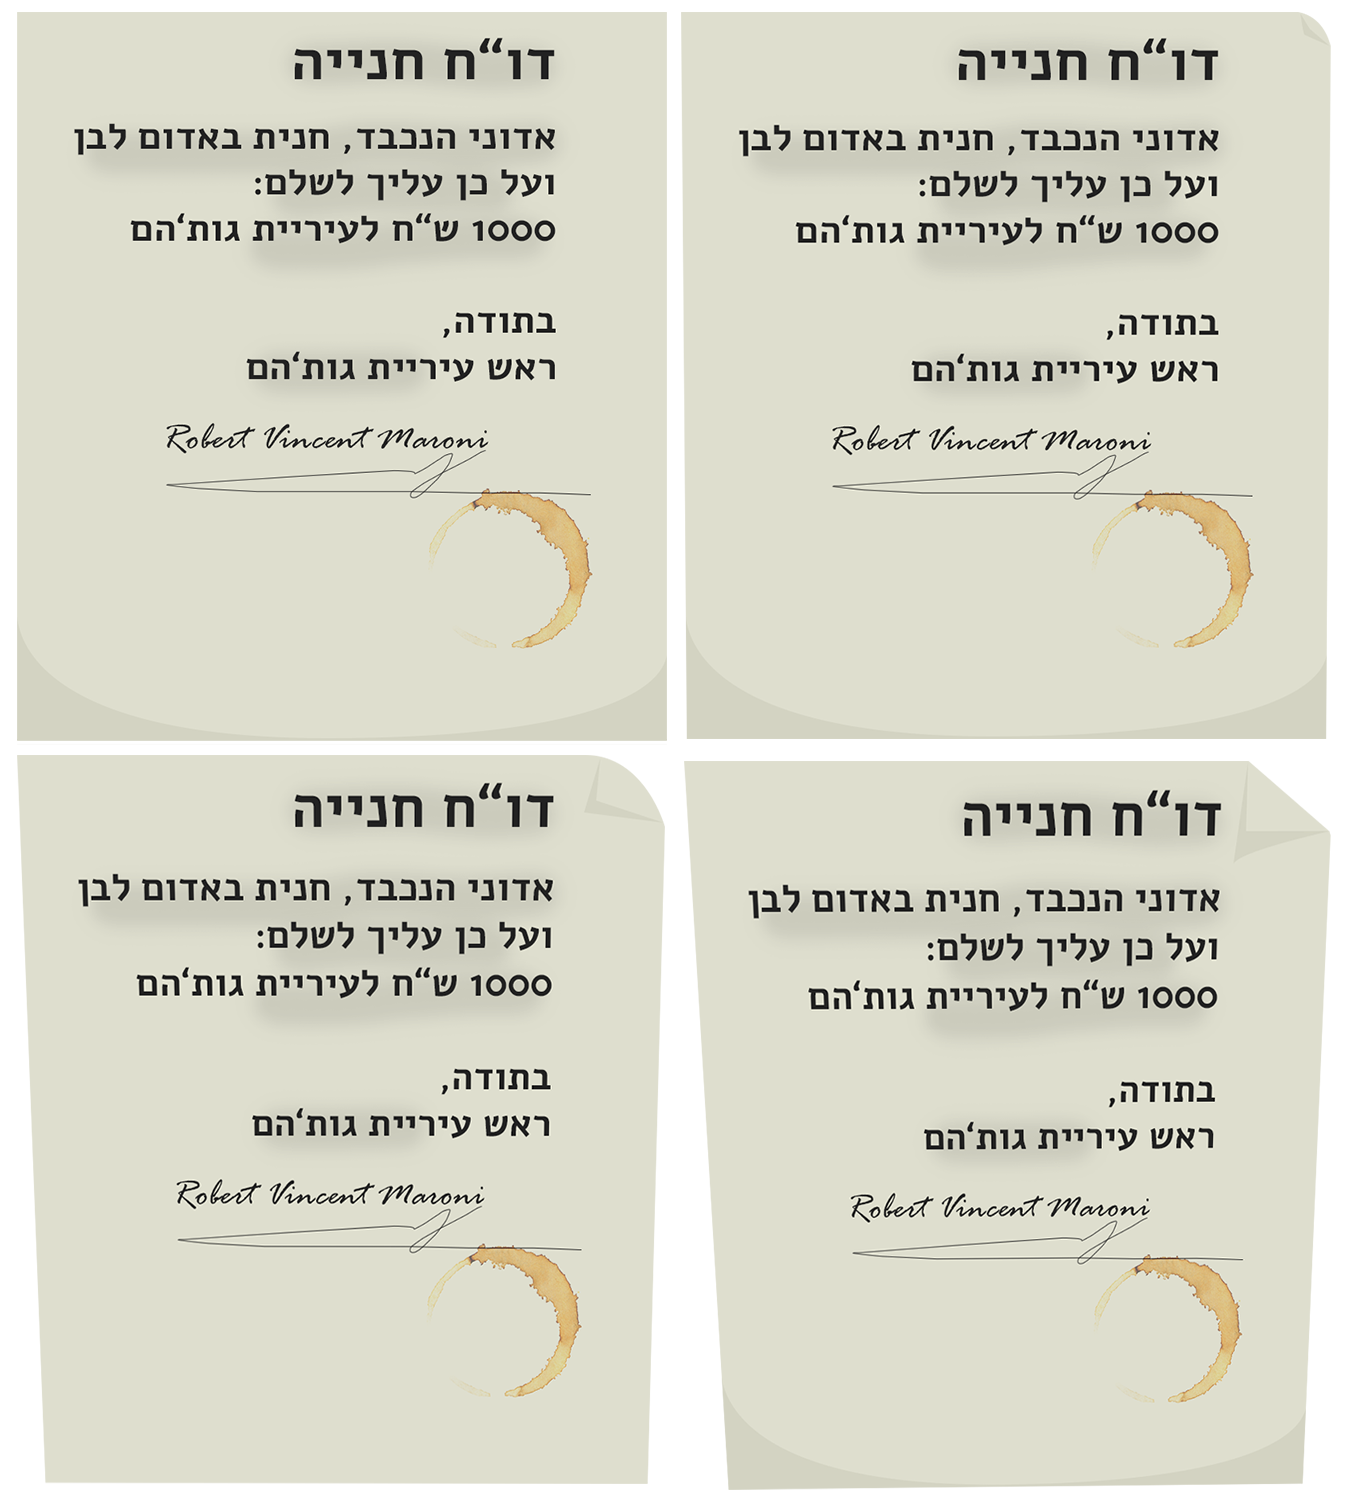 דו“ח חנייה
אדוני הנכבד, חנית באדום לבן
ועל כן עליך לשלם:
1000 ש“ח לעיריית גות‘הם
בתודה,
ראש עיריית גות‘הם
Robert Vincent Maroni
דו“ח חנייה
אדוני הנכבד, חנית באדום לבן
ועל כן עליך לשלם:
1000 ש“ח לעיריית גות‘הם
בתודה,
ראש עיריית גות‘הם
Robert Vincent Maroni
דו“ח חנייה
אדוני הנכבד, חנית באדום לבן
ועל כן עליך לשלם:
1000 ש“ח לעיריית גות‘הם
בתודה,
ראש עיריית גות‘הם
Robert Vincent Maroni
דו“ח חנייה
אדוני הנכבד, חנית באדום לבן
ועל כן עליך לשלם:
1000 ש“ח לעיריית גות‘הם
בתודה,
ראש עיריית גות‘הם
Robert Vincent Maroni